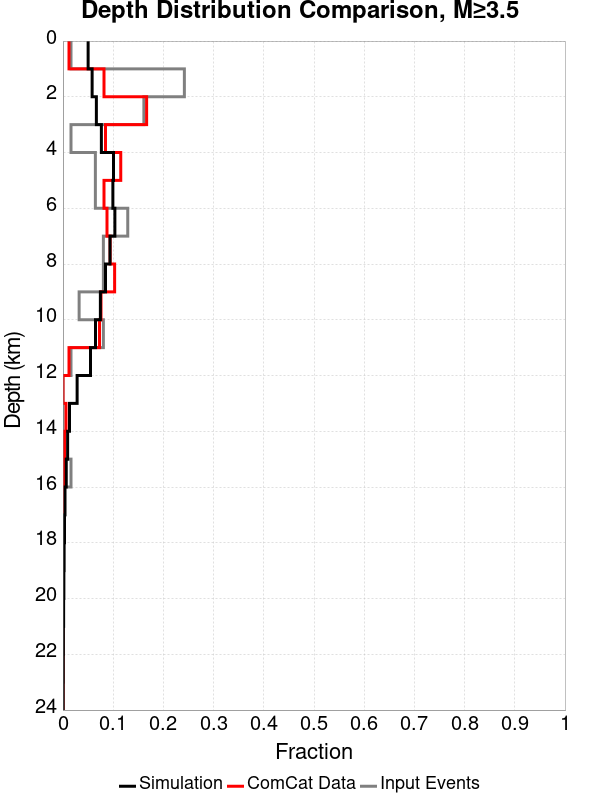 Depth Distribution Comparison, M≥3.5
0
2
4
6
8
10
12
14
16
18
20
22
24
Depth (km)
0 0.1 0.2 0.3 0.4 0.5 0.6 0.7 0.8 0.9 1
Fraction
Simulation ComCat Data Input Events